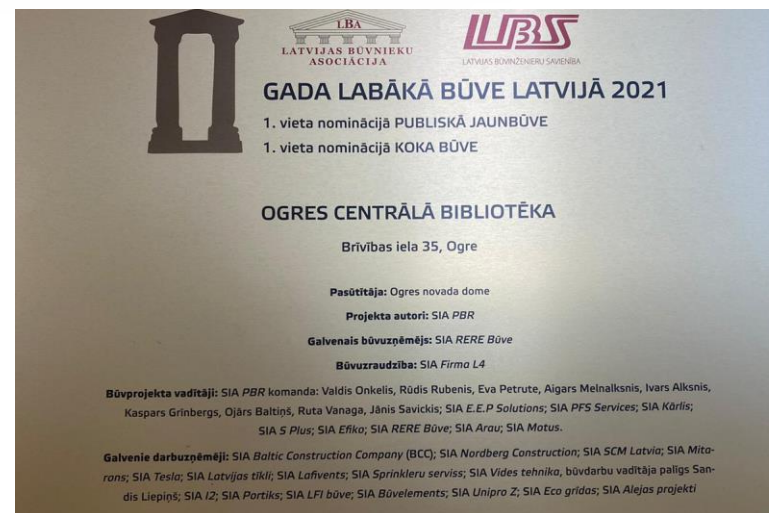 LBA
LATVIJAS BŪVNIEKU
ASOCIĀCIJA
LBS
LATVIJAS BŪVINŽENIERU SAVIENĪBA
GADA LABĀKĀ BŪVE LATVIJĀ 2021
1. vieta nominācijā PUBLISKĀ JAUNBŪVE
1. vieta nominācijā KOKA BŪVE
OGRES CENTRĀLĀ BIBLIOTĒKA
Brīvības iela 35, Ogre
Pasūtītāja: Ogres novada dome
Projekta autori: SIA PBR
Galvenais būvuzņēmējs: SIA RERE Būve
Būvuzraudzība: SIA Firma L4
Būvprojekta vadītāji: SIA PBR komanda: Valdis Onkelis, Rūdis Rubenis, Eva Petrute, Aigars Melnalksnis, Ivars Alksnis,
Kaspars Grīnbergs, Ojārs Baltiņš, Ruta Vanaga, Jānis Savickis; SIA E.E.P Solutions; SIA PFS Services; SIA Kārlis;
SIA S Plus; SIA Efiko; SIA RERE Būve; SIA Arau; SIA Motus.
Galvenie darbuzņēmēji: SIA Baltic Construction Company (BCC); SIA Nordberg Construction; SIA SCM Latvia; SIA Mita-
rons; SIA Tesla; SIA Latvijas tīkli; SIA Lafivents; SIA Sprinkleru serviss; SIA Vides tehnika, būvdarbu vadītāja palīgs San-
dis Liepiņš; SIA I2; SIA Portiks; SIA LFI būve; SIA Būvelements; SIA Unipro Z; SIA Eco grīdas; SIA Alejas projekti